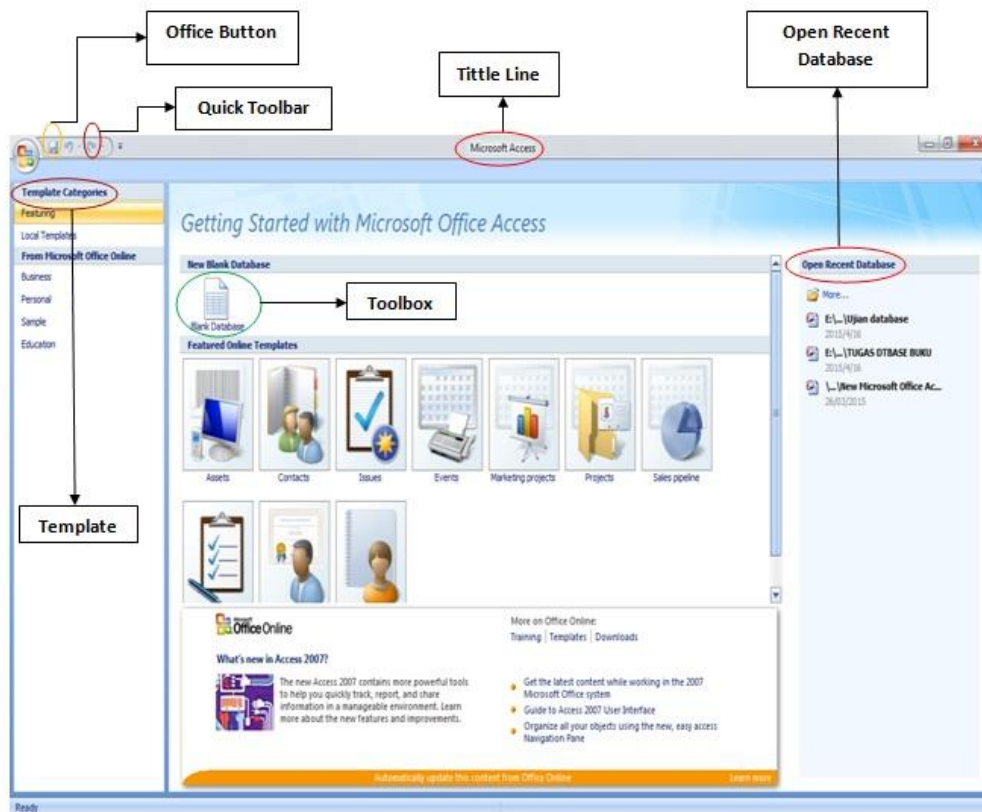 Office Button
Open Recent
Database
Tittle Line
Quick Toolbar
Microsoft Access
Template Categories
Featuring
Local Templates
From Microsoft Office Online
Business
Personal
Sample
Education
Getting Started with Microsoft Office Access
New Blank Database
Blank Database
Toolbox
Featured Online Templates
Assets
Contacts
Issues
Events
Marketing projects
Projects
Sales pipeline
Template
Open Recent Database
More...
E:\...\Ujian database
2015/4/16
E:\...\TUGAS DTBASE BUKU
2015/4/16
\...\New Microsoft Office Ac...
26/03/2015
Microsoft
Office Online
What's new in Access 2007?
The new Access 2007 contains more powerful tools
to help you quickly track, report, and share
information in a manageable environment. Learn
more about the new features and improvements.
More on Office Online:
Training | Templates | Downloads
Get the latest content while working in the 2007
Microsoft Office system
Guide to Access 2007 User Interface
Organize all your objects using the new, easy access
Navigation Pane
Automatically update this content from Office Online
Learn more
Ready